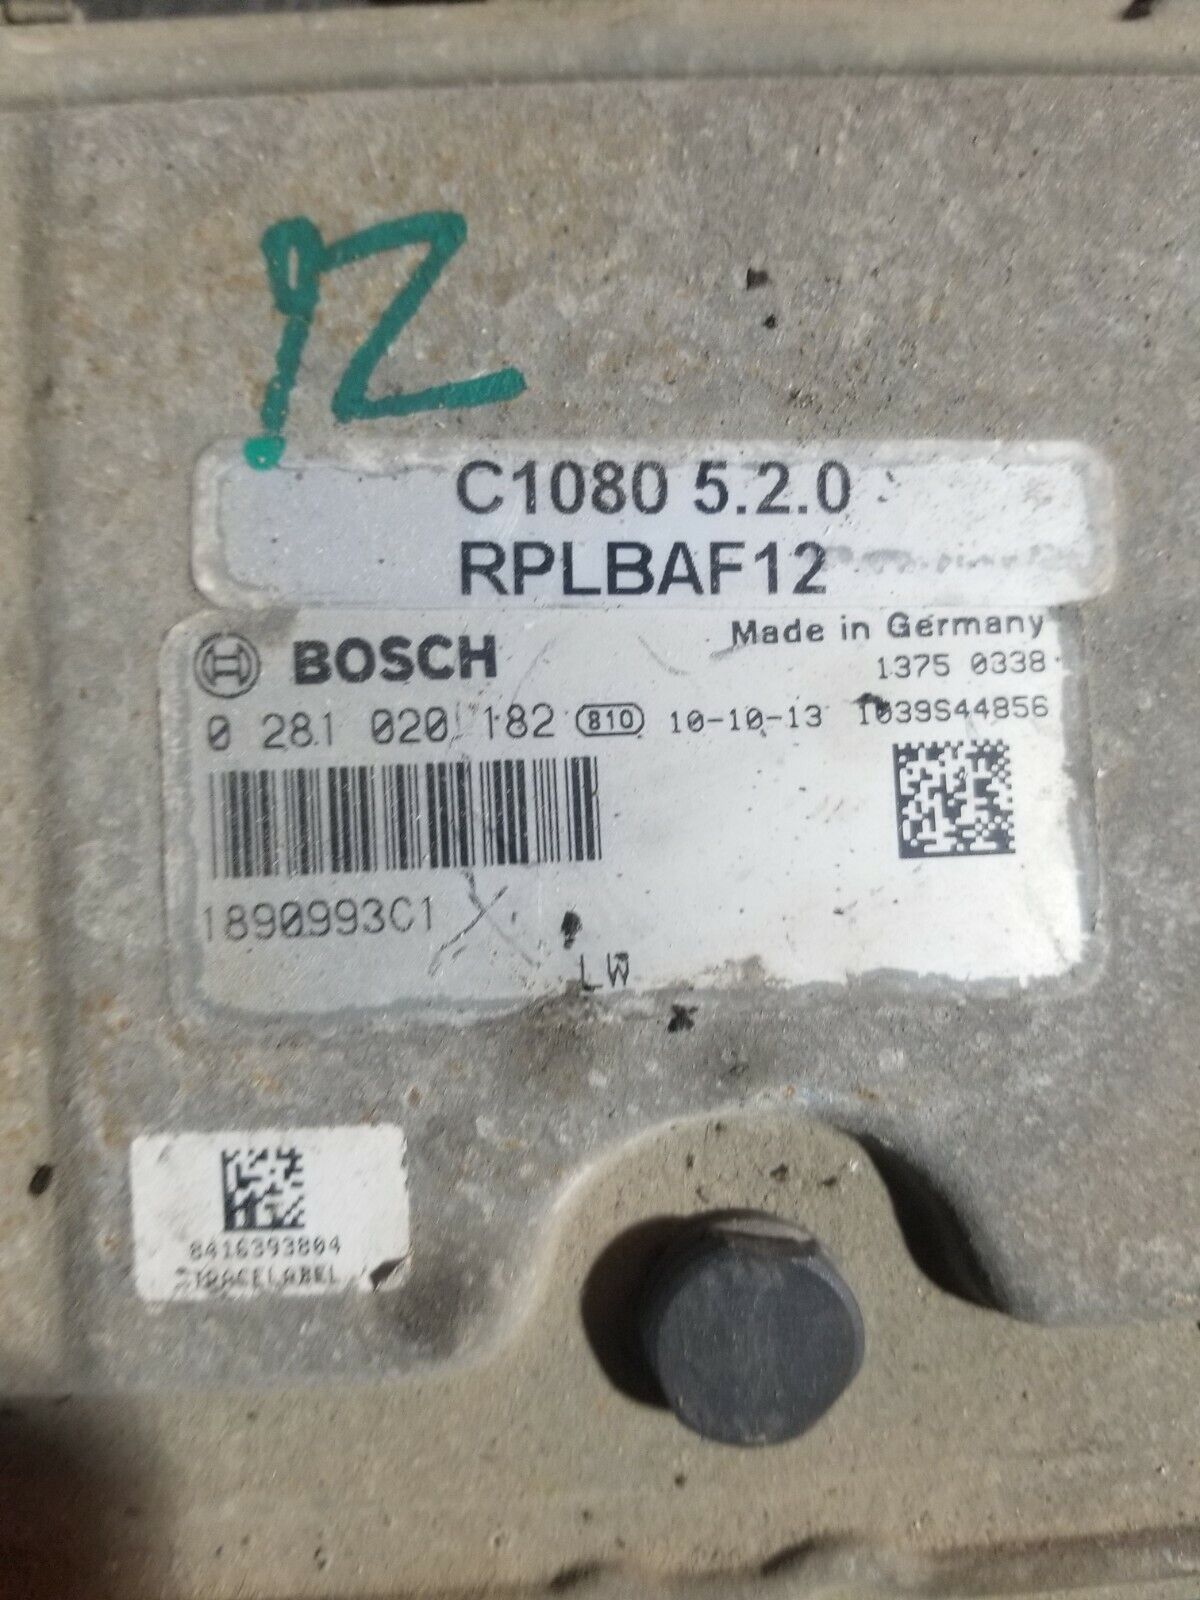 C1080 5.2.0
RPLBAF12
BOSCH
Made in Germany
1375 0338
0 281 020 182 810 10-10-13 1039S44856
1890993C1
LW
8416393804
TRACELABEL